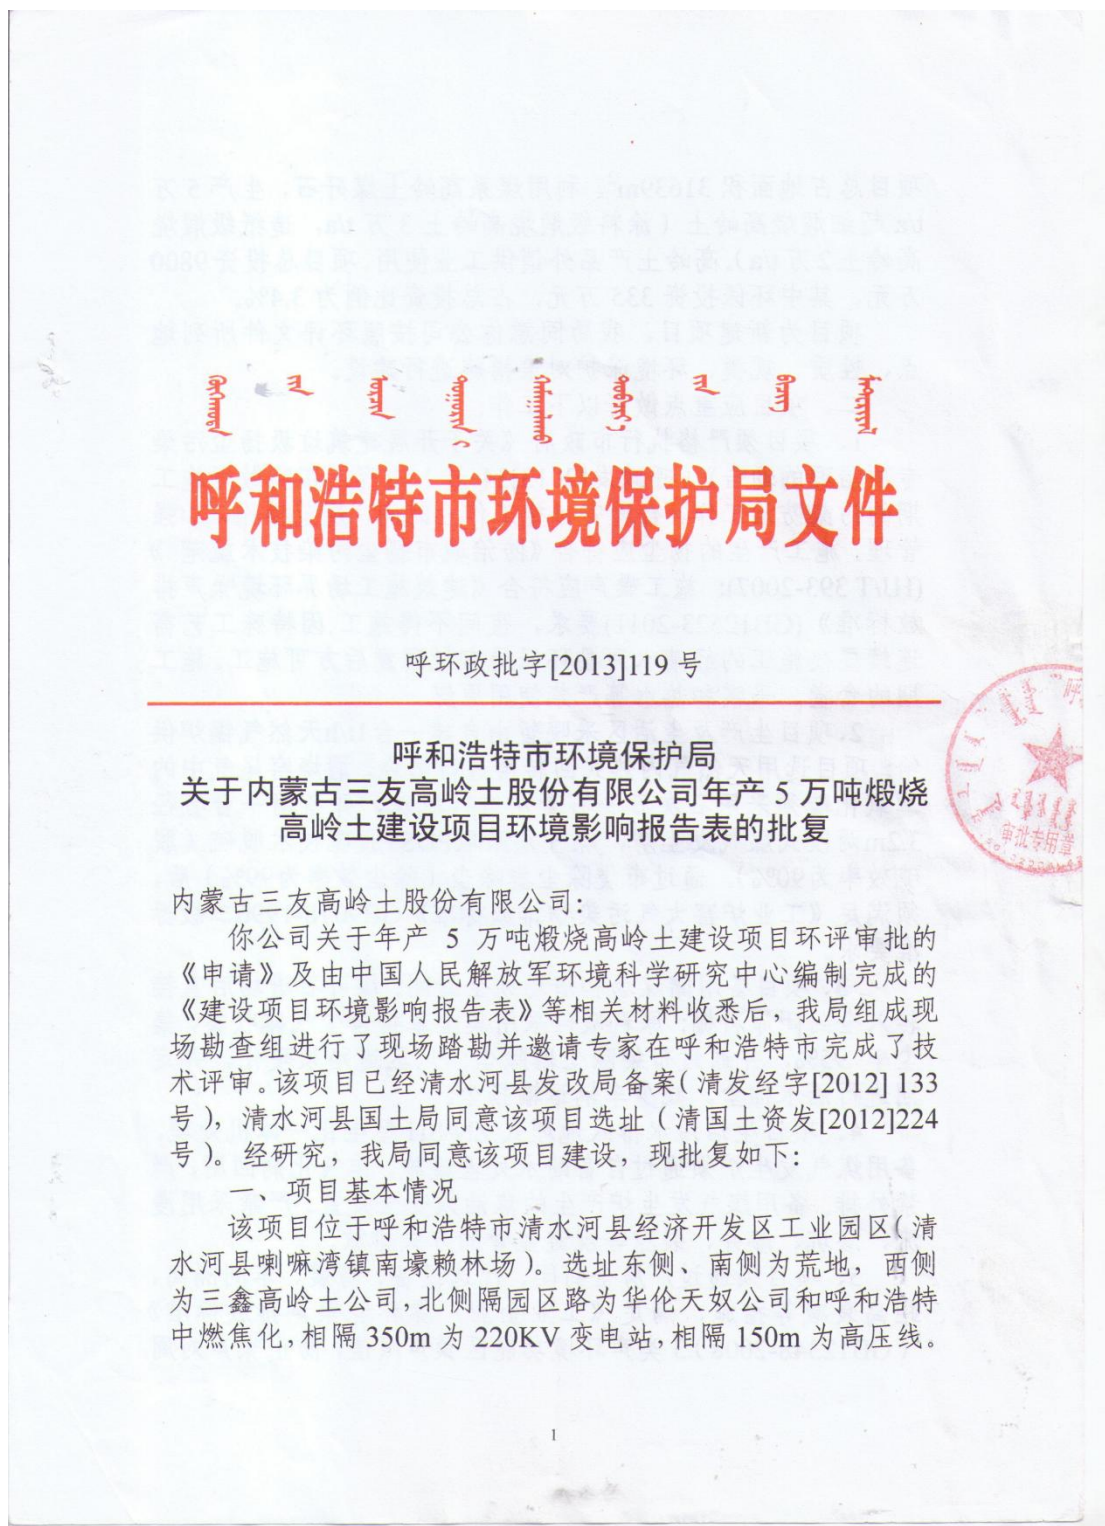 呼和浩特市环境保护局文件
呼环政批字[2013]119 号
呼和浩特市环境保护局
关于内蒙古三友高岭土股份有限公司年产 5 万吨煅烧
高岭土建设项目环境影响报告表的批复
内蒙古三友高岭土股份有限公司：
你公司关于年产 5 万吨煅烧高岭土建设项目环评审批的
《申请》及由中国人民解放军环境科学研究中心编制完成的
《建设项目环境影响报告表》等相关材料收悉后，我局组成现
场勘查组进行了现场踏勘并邀请专家在呼和浩特市完成了技
术评审。该项目已经清水河县发改局备案（清发经字[2012] 133
号），清水河县国土局同意该项目选址（清国土资发[2012]224
号）。经研究，我局同意该项目建设，现批复如下：
一、项目基本情况
该项目位于呼和浩特市清水河县经济开发区工业园区（清
水河县喇嘛湾镇南壕赖林场）。选址东侧、南侧为荒地，西侧
为三鑫高岭土公司，北侧隔园区路为华伦天奴公司和呼和浩特
中燃焦化，相隔 350m 为 220KV 变电站，相隔 150m 为高压线。
审批专用章
1